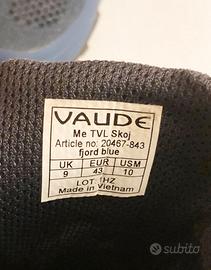 VAUDE
Me TVL Skoj
Article no: 20467-843
fjord blue
UK EUR USM
9 43 10
LOT 1HZ
Made in Vietnam
subito